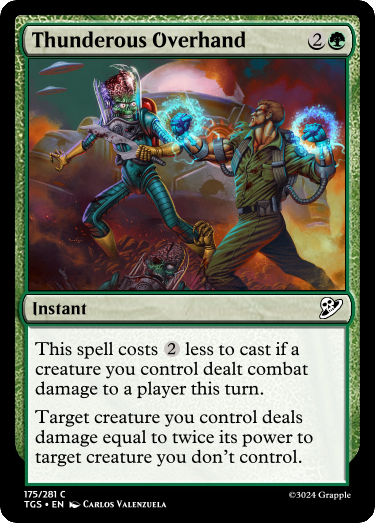 Thunderous Overhand 2
Instant
This spell costs 2 less to cast if a
creature you control dealt combat
damage to a player this turn.
Target creature you control deals
damage equal to twice its power to
target creature you don't control.
175/281 C
TGS • EN Carlos Valenzuela
©3024 Grapple